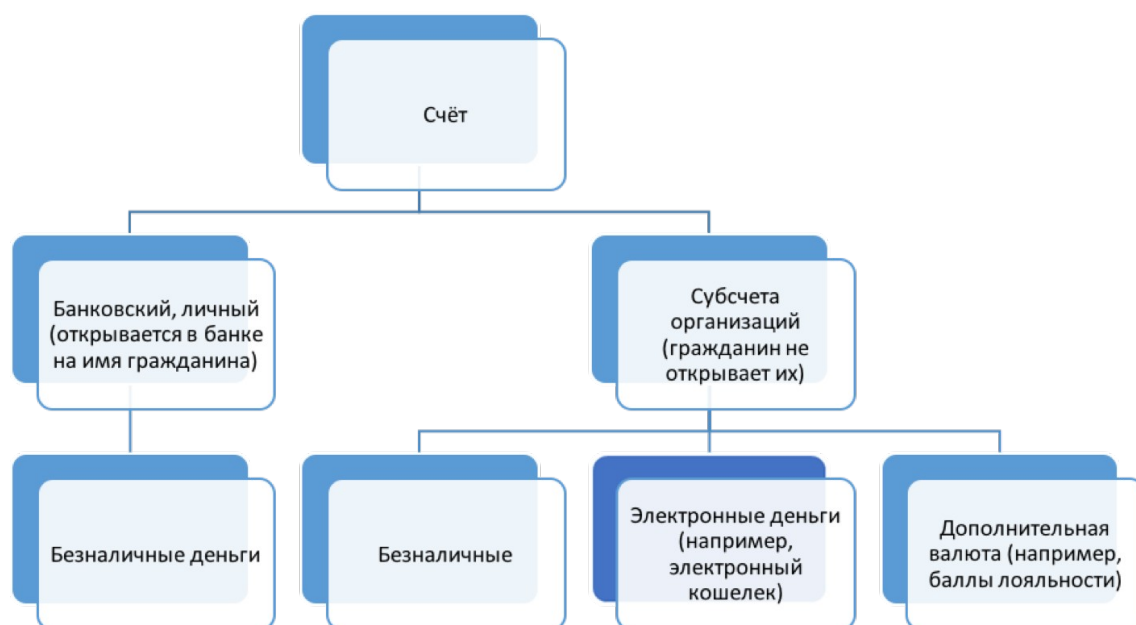 Счёт
Банковский, личный
(открывается в банке
на имя гражданина)
Субсчета
организаций
(гражданин не
открывает их)
Безналичные деньги
Безналичные
Электронные деньги
(например,
электронный
кошелек)
Дополнительная
валюта (например,
баллы лояльности)